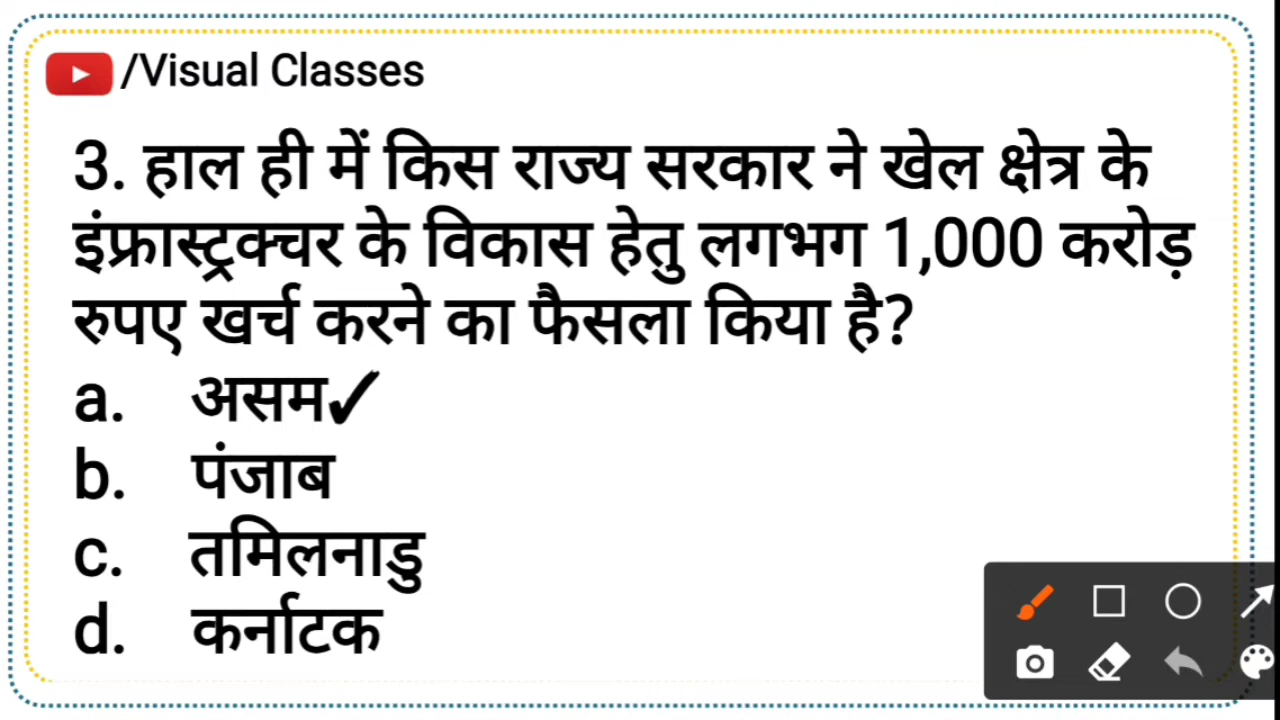 /Visual Classes
3. हाल ही में किस राज्य सरकार ने खेल क्षेत्र के
इंफ्रास्ट्रक्चर के विकास हेतु लगभग 1,000 करोड़
रुपए खर्च करने का फैसला किया है?
a. असम✓
b. पंजाब
c. तमिलनाडु
d. कर्नाटक